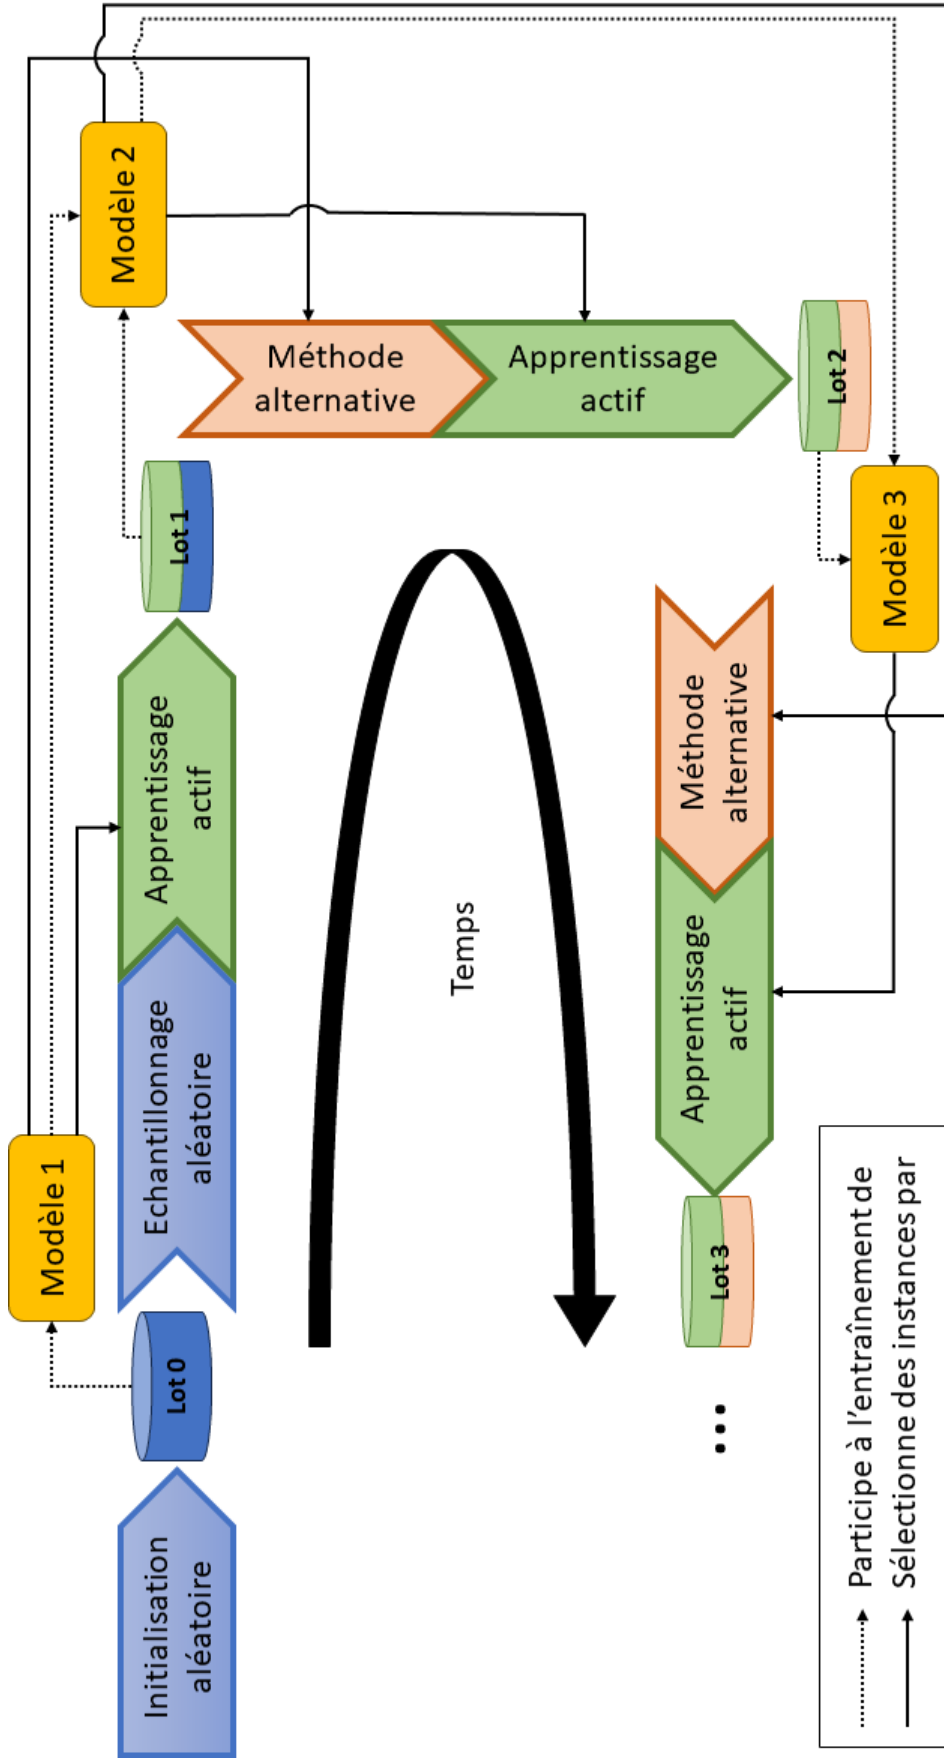 Initialisation
aléatoire
Lot 0
Modèle 1
Echantillonnage
aléatoire
Apprentissage
actif
Lot 1
Modèle 2
Méthode
alternative
Apprentissage
actif
Lot 2
Modèle 3
Temps
Méthode
alternative
Apprentissage
actif
Lot 3
...
Participe à l'entraînement de
Sélectionne des instances par